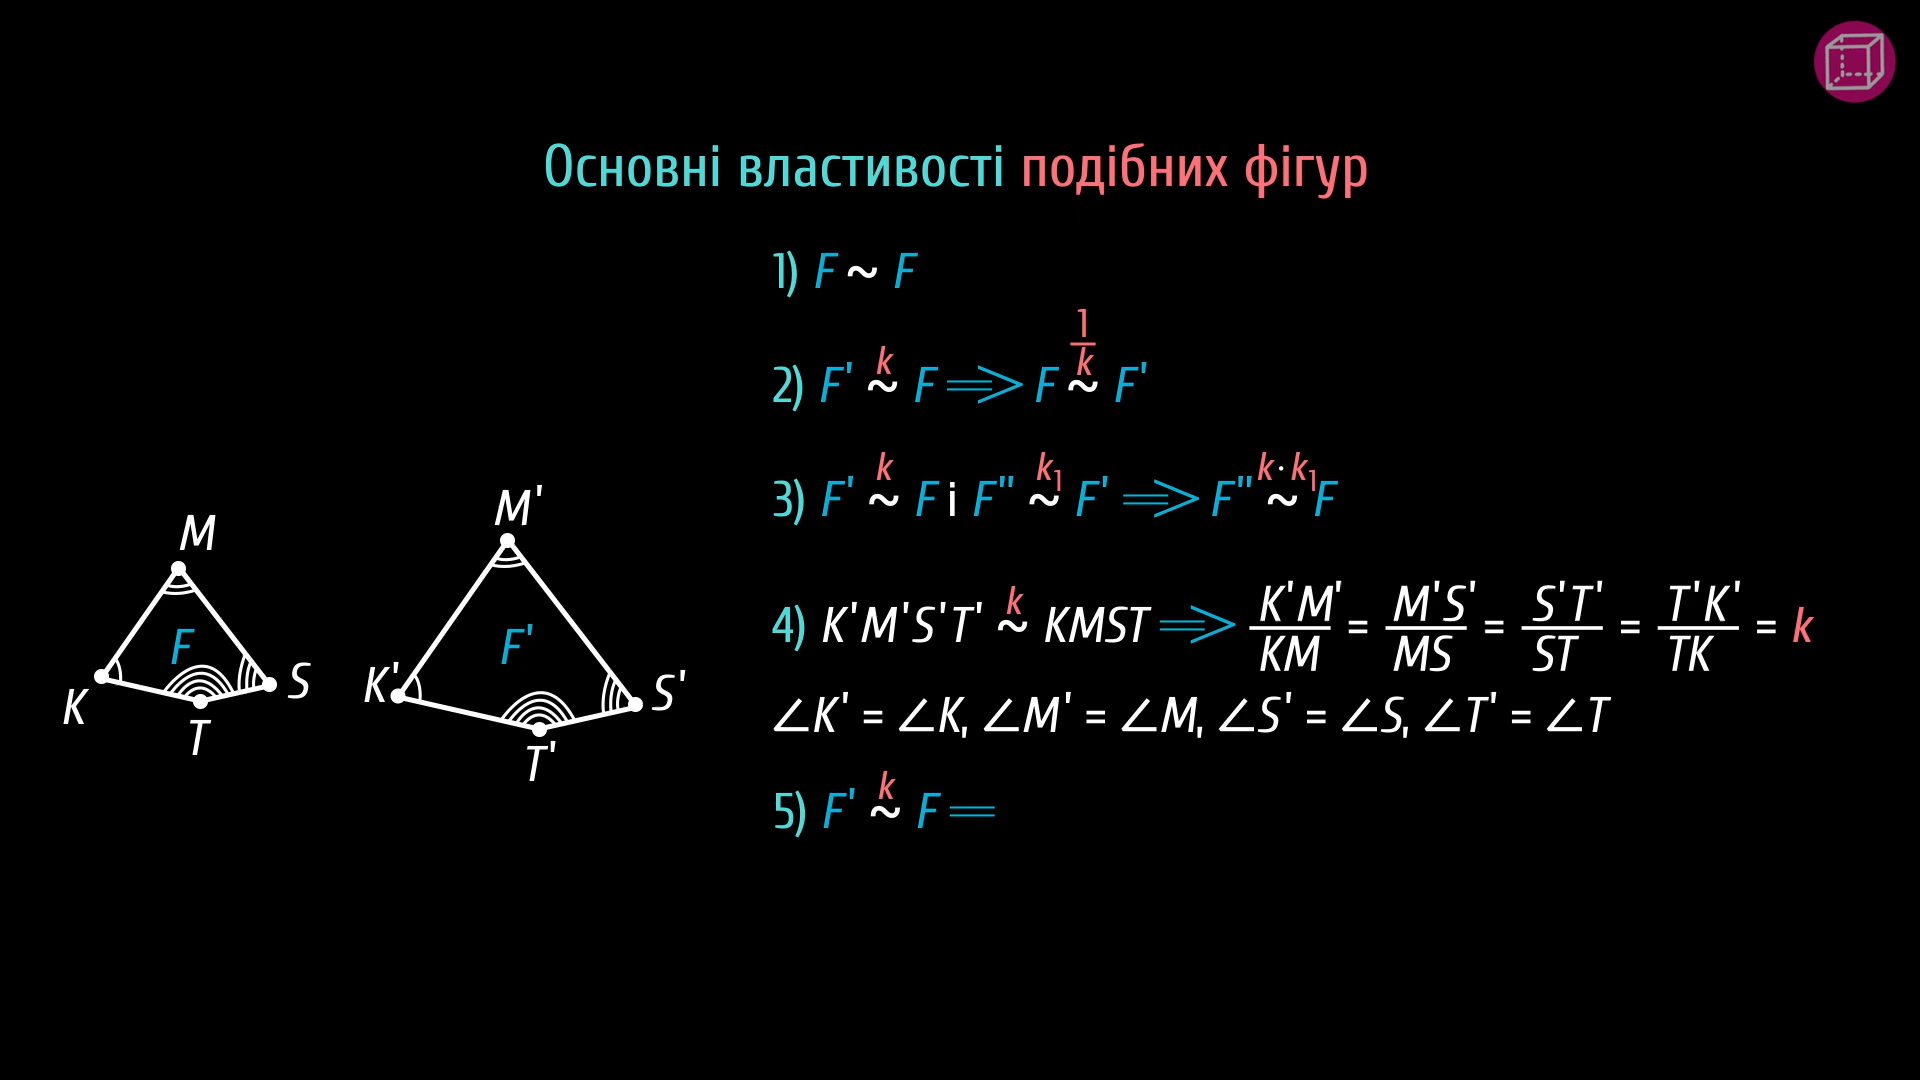 Основні властивості подібних фігур
1) F ~ F
2) F' ~ᵏ F ⟹ F ~^(1/k) F'
3) F' ~ᵏ F і F'' ~^(k₁) F' ⟹ F'' ~^(k·k₁) F
4) K'M'S'T' ~ᵏ KMST ⟹ K'M'/KM = M'S'/MS = S'T'/ST = T'K'/TK = k
∠K' = ∠K, ∠M' = ∠M, ∠S' = ∠S, ∠T' = ∠T
5) F' ~ᵏ F =
M
F
K
S
T
M'
F'
K'
S'
T'